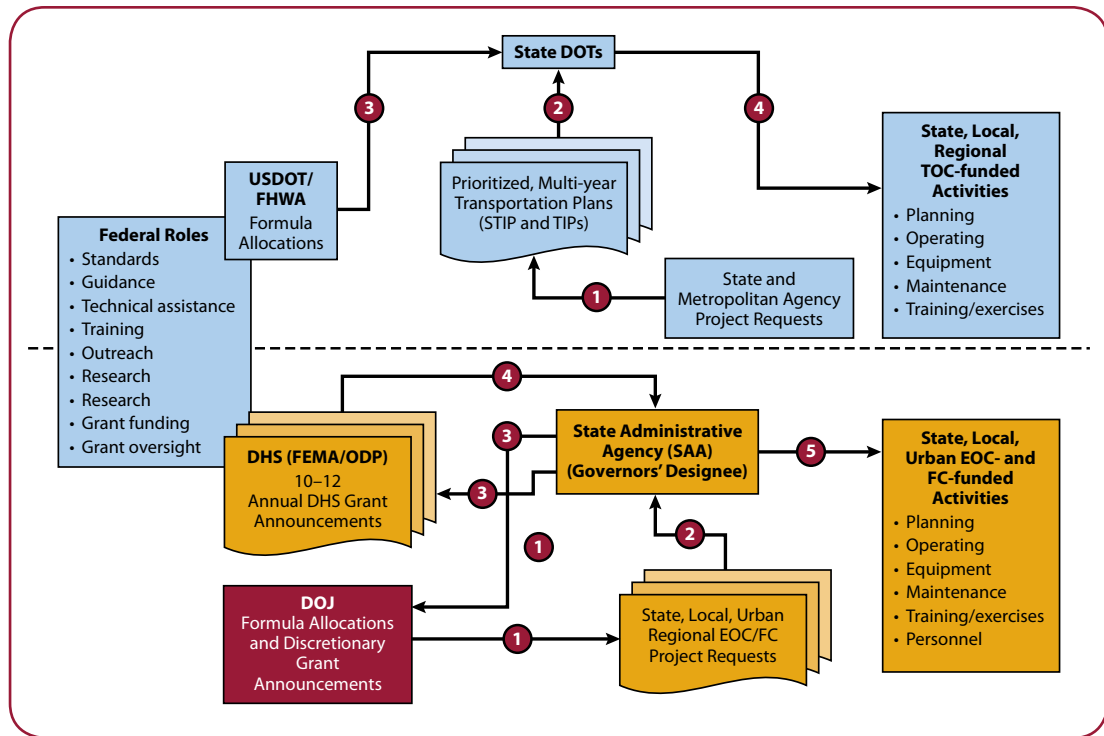 State DOTs
3
2
4
USDOT/
FHWA
Formula
Allocations
Prioritized, Multi-year
Transportation Plans
(STIP and TIPs)
State, Local,
Regional
TOC-funded
Activities
• Planning
• Operating
• Equipment
• Maintenance
• Training/exercises
Federal Roles
• Standards
• Guidance
• Technical assistance
• Training
• Outreach
• Research
• Research
• Grant funding
• Grant oversight
1
State and
Metropolitan Agency
Project Requests
4
3
DHS (FEMA/ODP)
10–12
Annual DHS Grant
Announcements
3
State Administrative
Agency (SAA)
(Governors’ Designee)
5
State, Local,
Urban EOC- and
FC-funded
Activities
• Planning
• Operating
• Equipment
• Maintenance
• Training/exercises
• Personnel
1
2
DOJ
Formula Allocations
and Discretionary
Grant
Announcements
1
State, Local, Urban
Regional EOC/FC
Project Requests